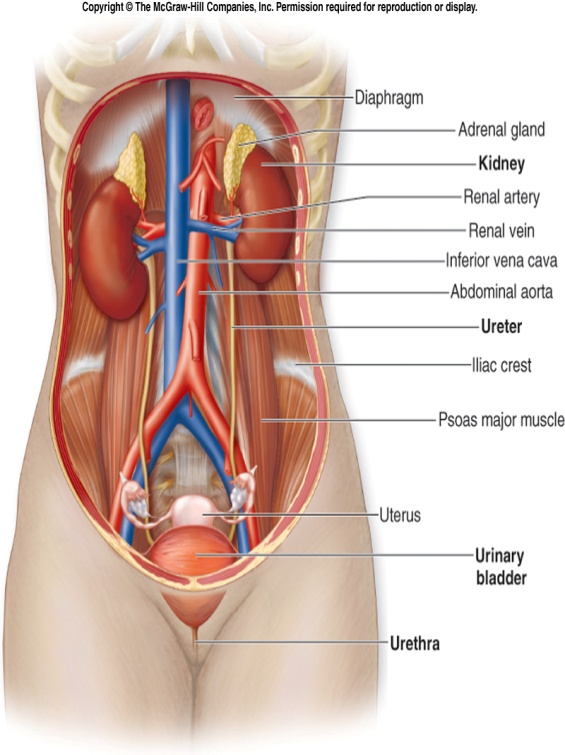 Copyright © The McGraw-Hill Companies, Inc. Permission required for reproduction or display.
Diaphragm
Adrenal gland
Kidney
Renal artery
Renal vein
Inferior vena cava
Abdominal aorta
Ureter
Iliac crest
Psoas major muscle
Uterus
Urinary
bladder
Urethra